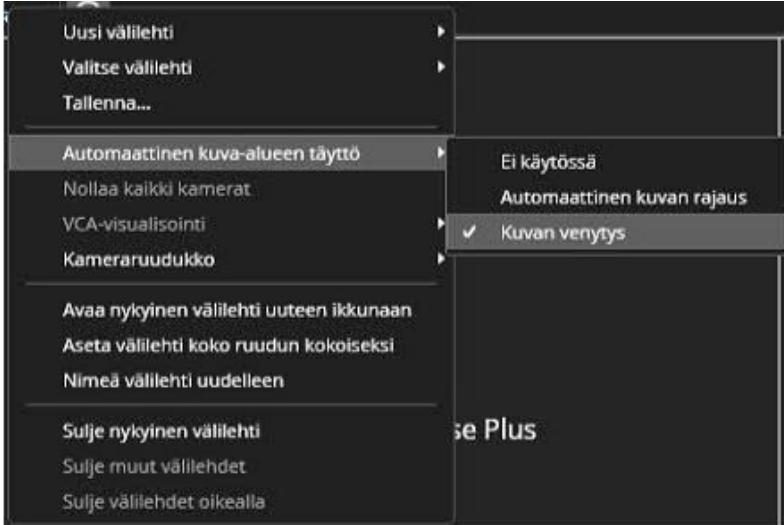 Uusi välilehti
Valitse välilehti
Tallenna...
Automaattinen kuva-alueen täyttö
Nollaa kaikki kamerat
VCA-visualisointi
Kameraruudukko
Avaa nykyinen välilehti uuteen ikkunaan
Aseta välilehti koko ruudun kokoiseksi
Nimeä välilehti uudelleen
Sulje nykyinen välilehti
Sulje muut välilehdet
Sulje välilehdet oikealla
Ei käytössä
Automaattinen kuvan rajaus
Kuvan venytys
se Plus